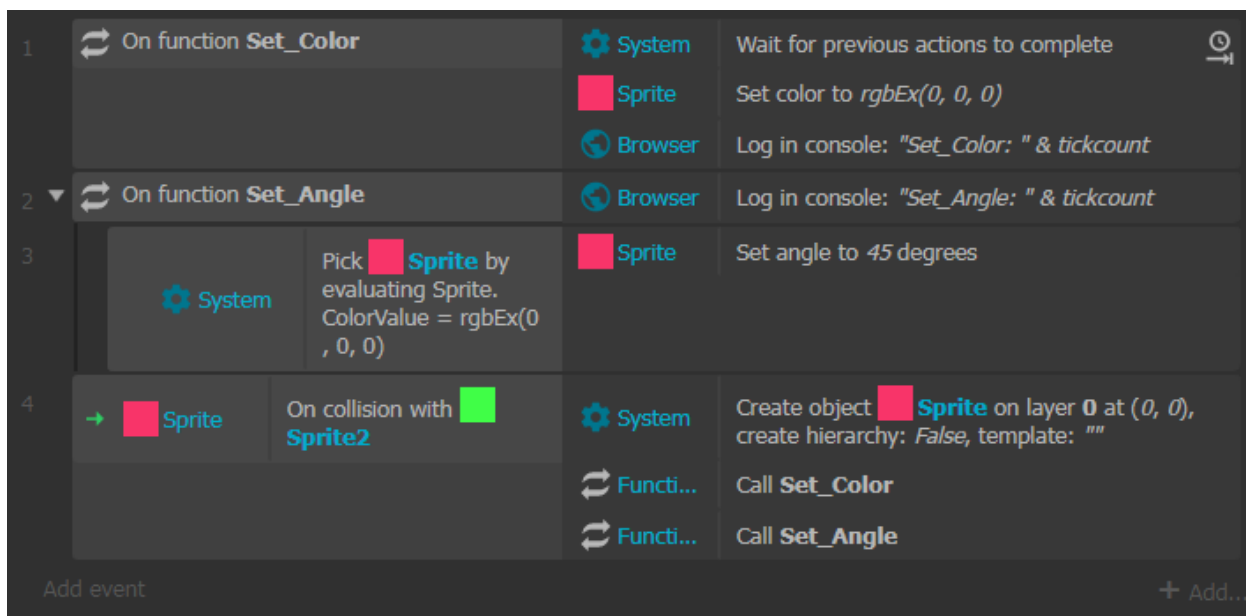 1
On function Set_Color
System
Wait for previous actions to complete
Sprite
Set color to rgbEx(0, 0, 0)
Browser
Log in console: "Set_Color: " & tickcount
2
On function Set_Angle
Browser
Log in console: "Set_Angle: " & tickcount
3
System
Pick Sprite by
evaluating Sprite.
ColorValue = rgbEx(0
, 0, 0)
Sprite
Set angle to 45 degrees
4
Sprite
On collision with
Sprite2
System
Create object Sprite on layer 0 at (0, 0),
create hierarchy: False, template: ""
Functi...
Call Set_Color
Functi...
Call Set_Angle
Add event
+ Add...